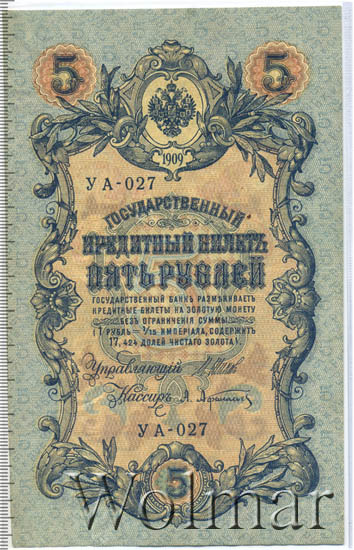 5 5
1909
УА-027
ГОСУДАРСТВЕННЫЙ
КРЕДИТНЫЙ БИЛЕТЪ
ПЯТЬ РУБЛЕЙ
ГОСУДАРСТВЕННЫЙ БАНКЪ РАЗМѢНИВАЕТЪ
КРЕДИТНЫЕ БИЛЕТЫ НА ЗОЛОТУЮ МОНЕТУ
БЕЗЪ ОГРАНИЧЕНІЯ СУММЫ
(1 РУБЛЬ = 1/15 ИМПЕРІАЛА, СОДЕРЖИТЪ
17,424 ДОЛЕЙ ЧИСТАГО ЗОЛОТА)
Управляющій
Кассиръ
УА-027
5
Wolmar